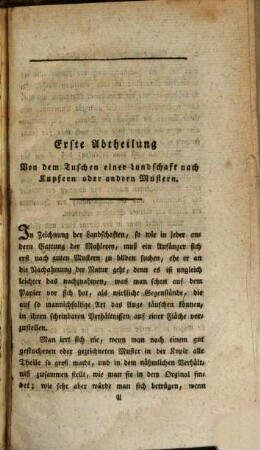 Erste Abtheilung
Von dem Tuschen einer Landschaft nach
Kupfern oder andern Mustern.
In Zeichnung der Landschaften, so wie in jeder an-
dern Gattung der Mahlerey, muß ein Anfänger sich
erst nach guten Mustern zu bilden suchen, ehe er an
die Nachahmung der Natur geht, denn es ist ungleich
leichter das nachzuahmen, was man schon auf dem
Papier vor sich hat, als wirkliche Gegenstände, die
auf so mannichfaltige Art das Auge täuschen können,
in ihren scheinbaren Verhältnissen auf einer Fläche vor-
zustellen.
Man irrt sich nie, wenn man nach einem gut
gestochenen oder gezeichneten Muster in der Kopie alle
Theile so groß macht, und in dem nähmlichen Verhält-
niß zusammen stellt, wie man sie in dem Orginal fin-
det; wie sehr aber würde man sich betrügen, wenn
A